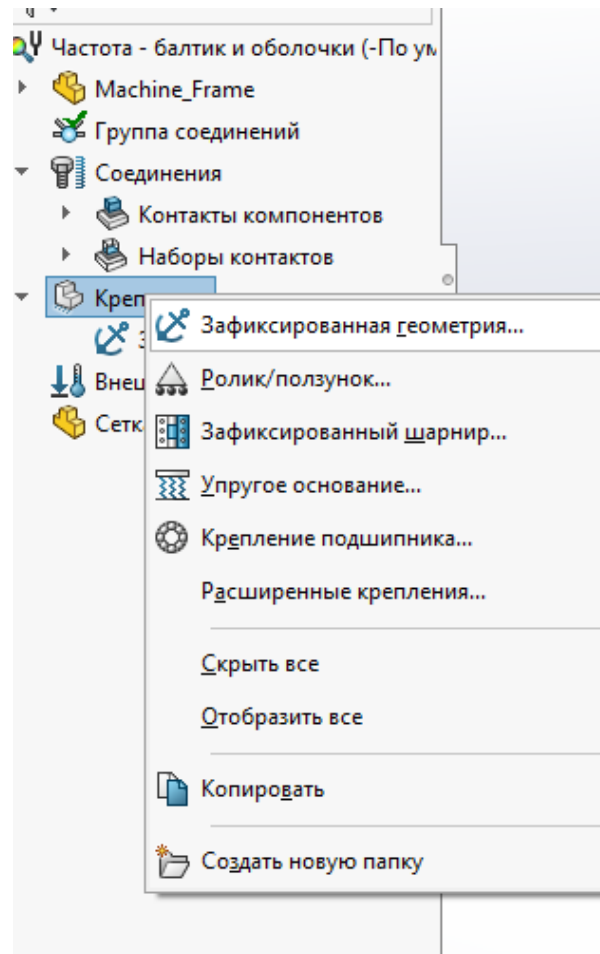 Частота - балтик и оболочки (-По ум
Machine_Frame
Группа соединений
Соединения
Контакты компонентов
Наборы контактов
Креп
Зафиксированная геометрия...
Внеш
Ролик/ползунок...
Сетк
Зафиксированный шарнир...
Упругое основание...
Крепление подшипника...
Расширенные крепления...
Скрыть все
Отобразить все
Копировать
Создать новую папку